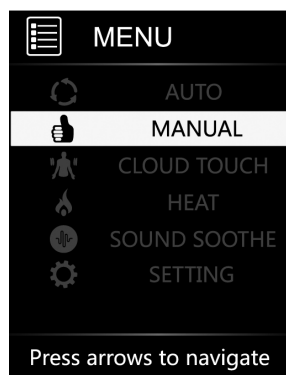 MENU
AUTO
MANUAL
CLOUD TOUCH
HEAT
SOUND SOOTHE
SETTING
Press arrows to navigate